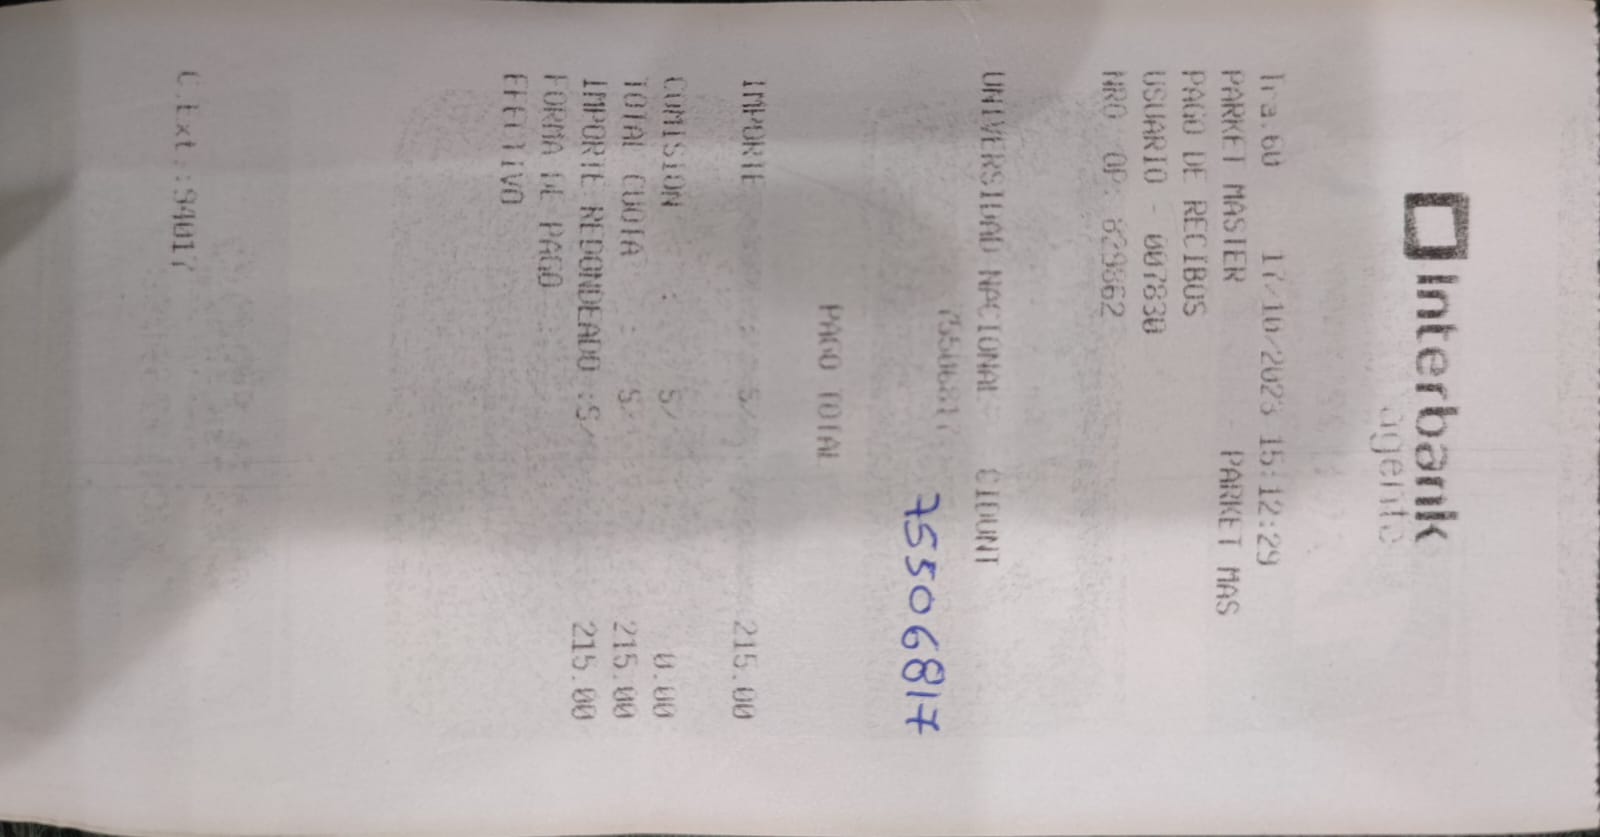 Interbank
agente
Tra.60 17/10/2023 15:12:29
PARKET MASTER PARKET MAS
PAGO DE RECIBOS
USUARIO - 007830
NRO OP: 829862
UNIVERSIDAD NACIONAL CIDUNT
75506817
75506817
PAGO TOTAL
IMPORTE : S/ 215.00
COMISION : S/ 0.00
TOTAL CUOTA : S/ 215.00
IMPORTE REDONDEADO :S/ 215.00
FORMA DE PAGO
EFECTIVO
C.Ext:94017